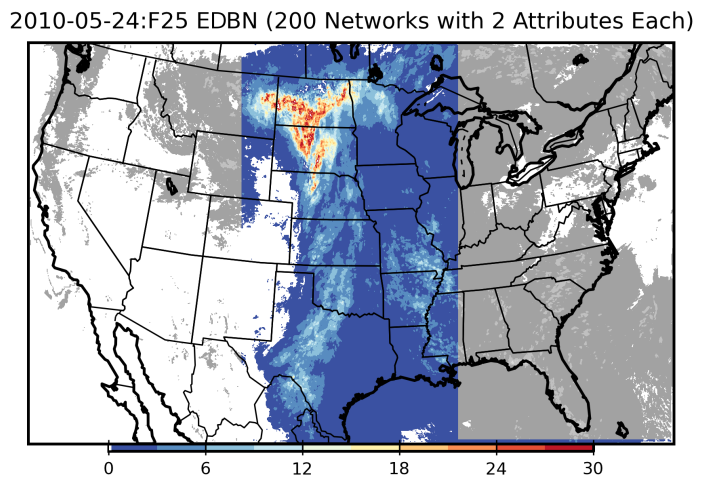 2010-05-24:F25 EDBN (200 Networks with 2 Attributes Each)
0 6 12 18 24 30